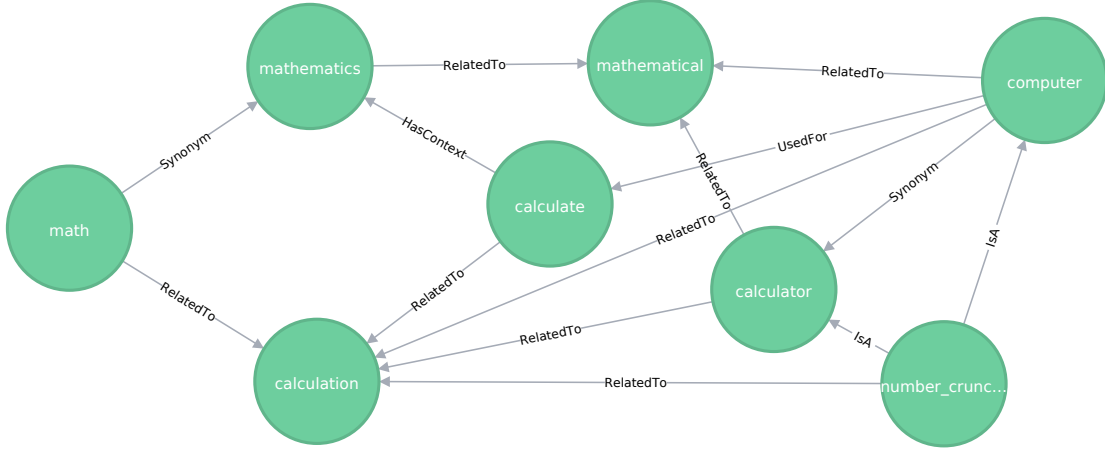 mathematics
RelatedTo
mathematical
RelatedTo
computer
Synonym
HasContext
UsedFor
math
calculate
RelatedTo
Synonym
RelatedTo
RelatedTo
RelatedTo
calculator
IsA
RelatedTo
IsA
calculation
RelatedTo
number_crunc...